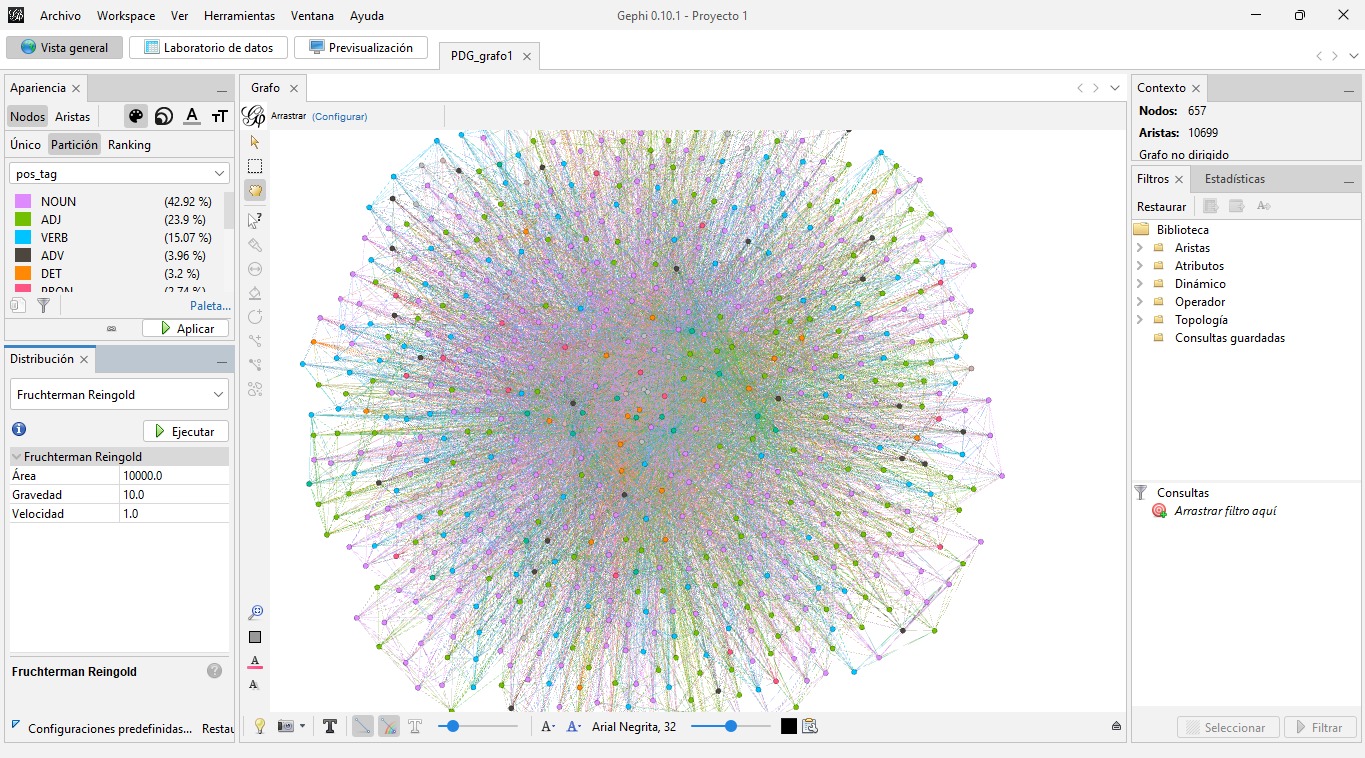 Archivo Workspace Ver Herramientas Ventana Ayuda Gephi 0.10.1 - Proyecto 1
Vista general Laboratorio de datos Previsualización PDG_grafo1
Apariencia
Nodos Aristas
Único Partición Ranking
pos_tag
NOUN (42.92 %)
ADJ (23.9 %)
VERB (15.07 %)
ADV (3.96 %)
DET (3.2 %)
PRON (2.74 %)
Paleta...
Aplicar
Distribución
Fruchterman Reingold
Ejecutar
Fruchterman Reingold
Área 10000.0
Gravedad 10.0
Velocidad 1.0
Fruchterman Reingold
Configuraciones predefinidas... Restau
Grafo
Arrastrar (Configurar)
Arial Negrita, 32
Contexto
Nodos: 657
Aristas: 10699
Grafo no dirigido
Filtros Estadísticas
Restaurar
Biblioteca
Aristas
Atributos
Dinámico
Operador
Topología
Consultas guardadas
Consultas
Arrastrar filtro aquí
Seleccionar Filtrar